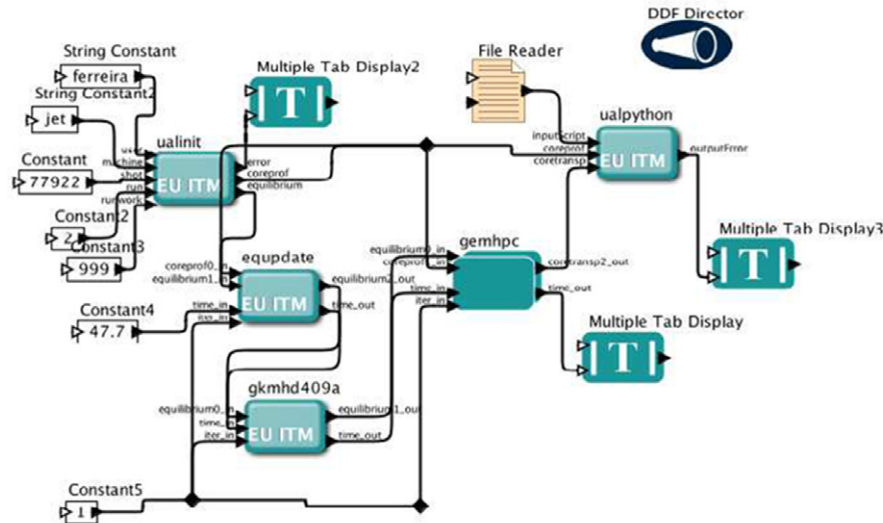 DDF Director
String Constant
ferreira
String Constant2
jet
Constant
77922
Constant2
2
Constant3
999
Multiple Tab Display2
T
File Reader
ualinit
user
machine
shot
run
runwork
EU ITM
error
coreprof
equilibrium
ualpython
inputScript
coreprof
coretransp
EU ITM
outputError
Multiple Tab Display3
T
equpdate
coreprof0_in
equilibrium1_in
time_in
iter_in
EU ITM
equilibrium2_out
time_out
Constant4
47.7
gemhpc
equilibrium0_in
coreprof1_in
time_in
iter_in
coretransp2_out
time_out
Multiple Tab Display
T
gkmhd409a
equilibrium0_in
time_in
iter_in
EU ITM
equilibrium1_out
time_out
Constant5
1